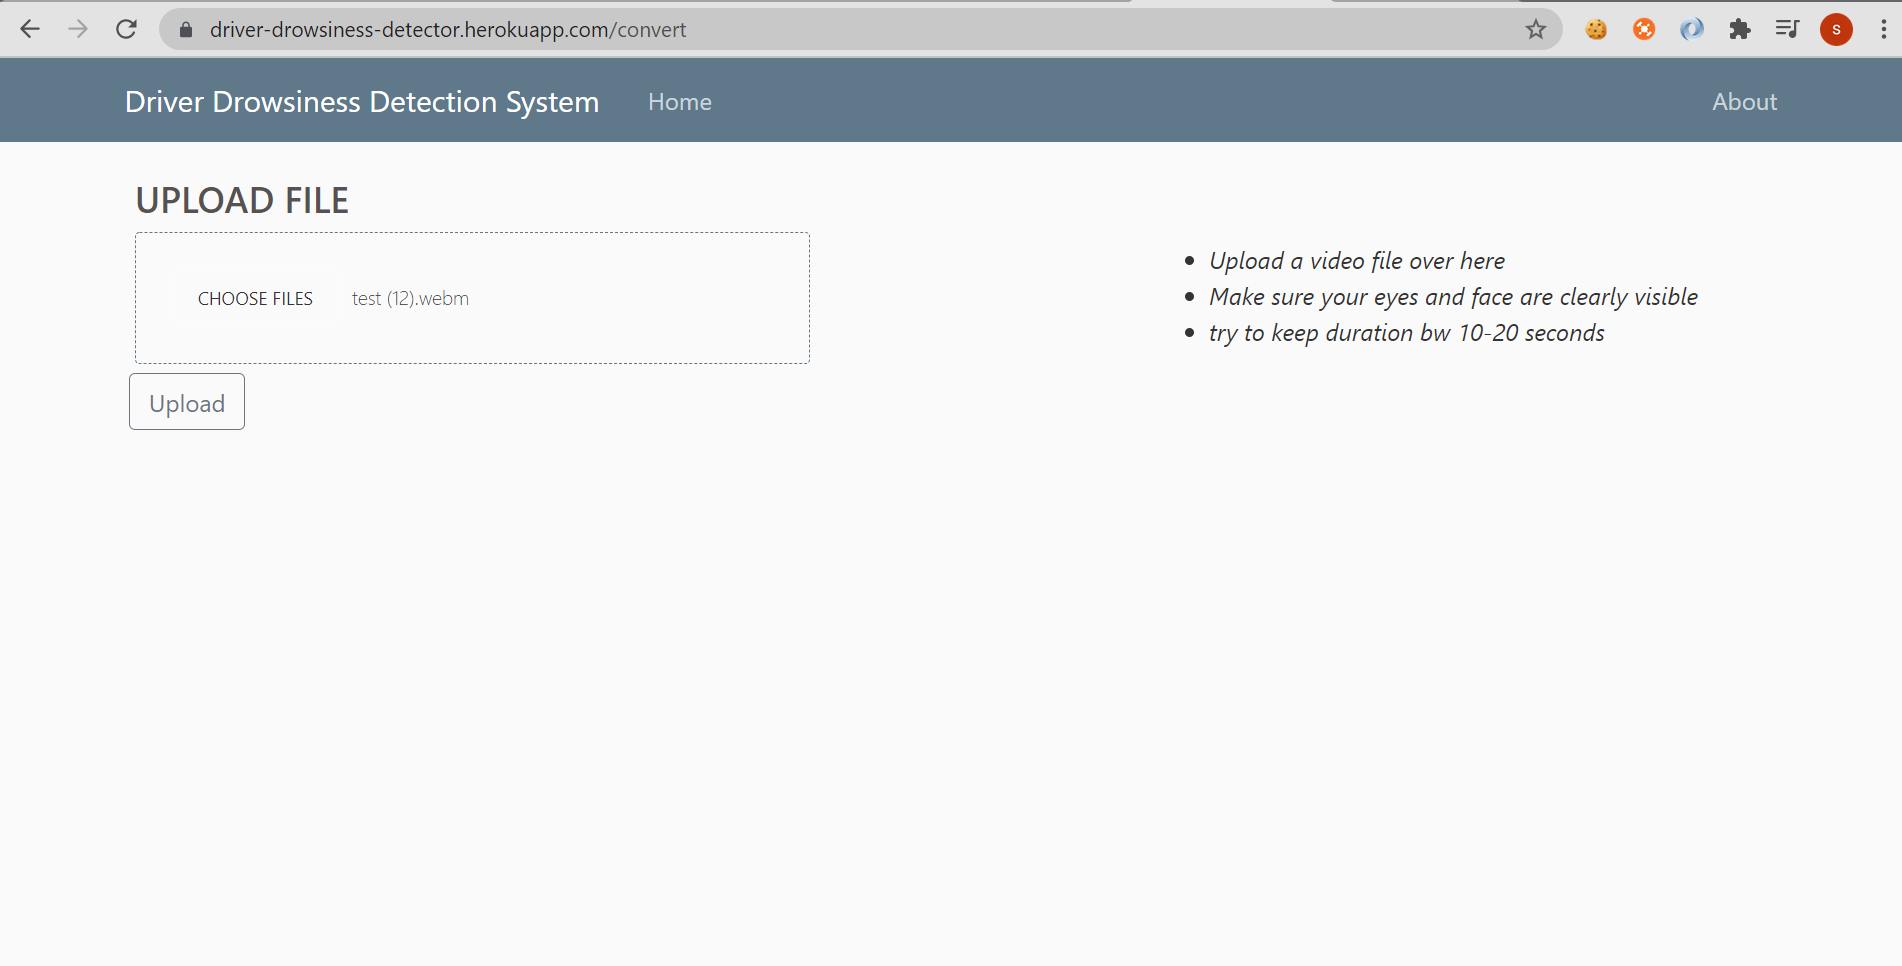 driver-drowsiness-detector.herokuapp.com/convert
s
Driver Drowsiness Detection System Home About
UPLOAD FILE
CHOOSE FILES test (12).webm
Upload
Upload a video file over here
Make sure your eyes and face are clearly visible
try to keep duration bw 10-20 seconds